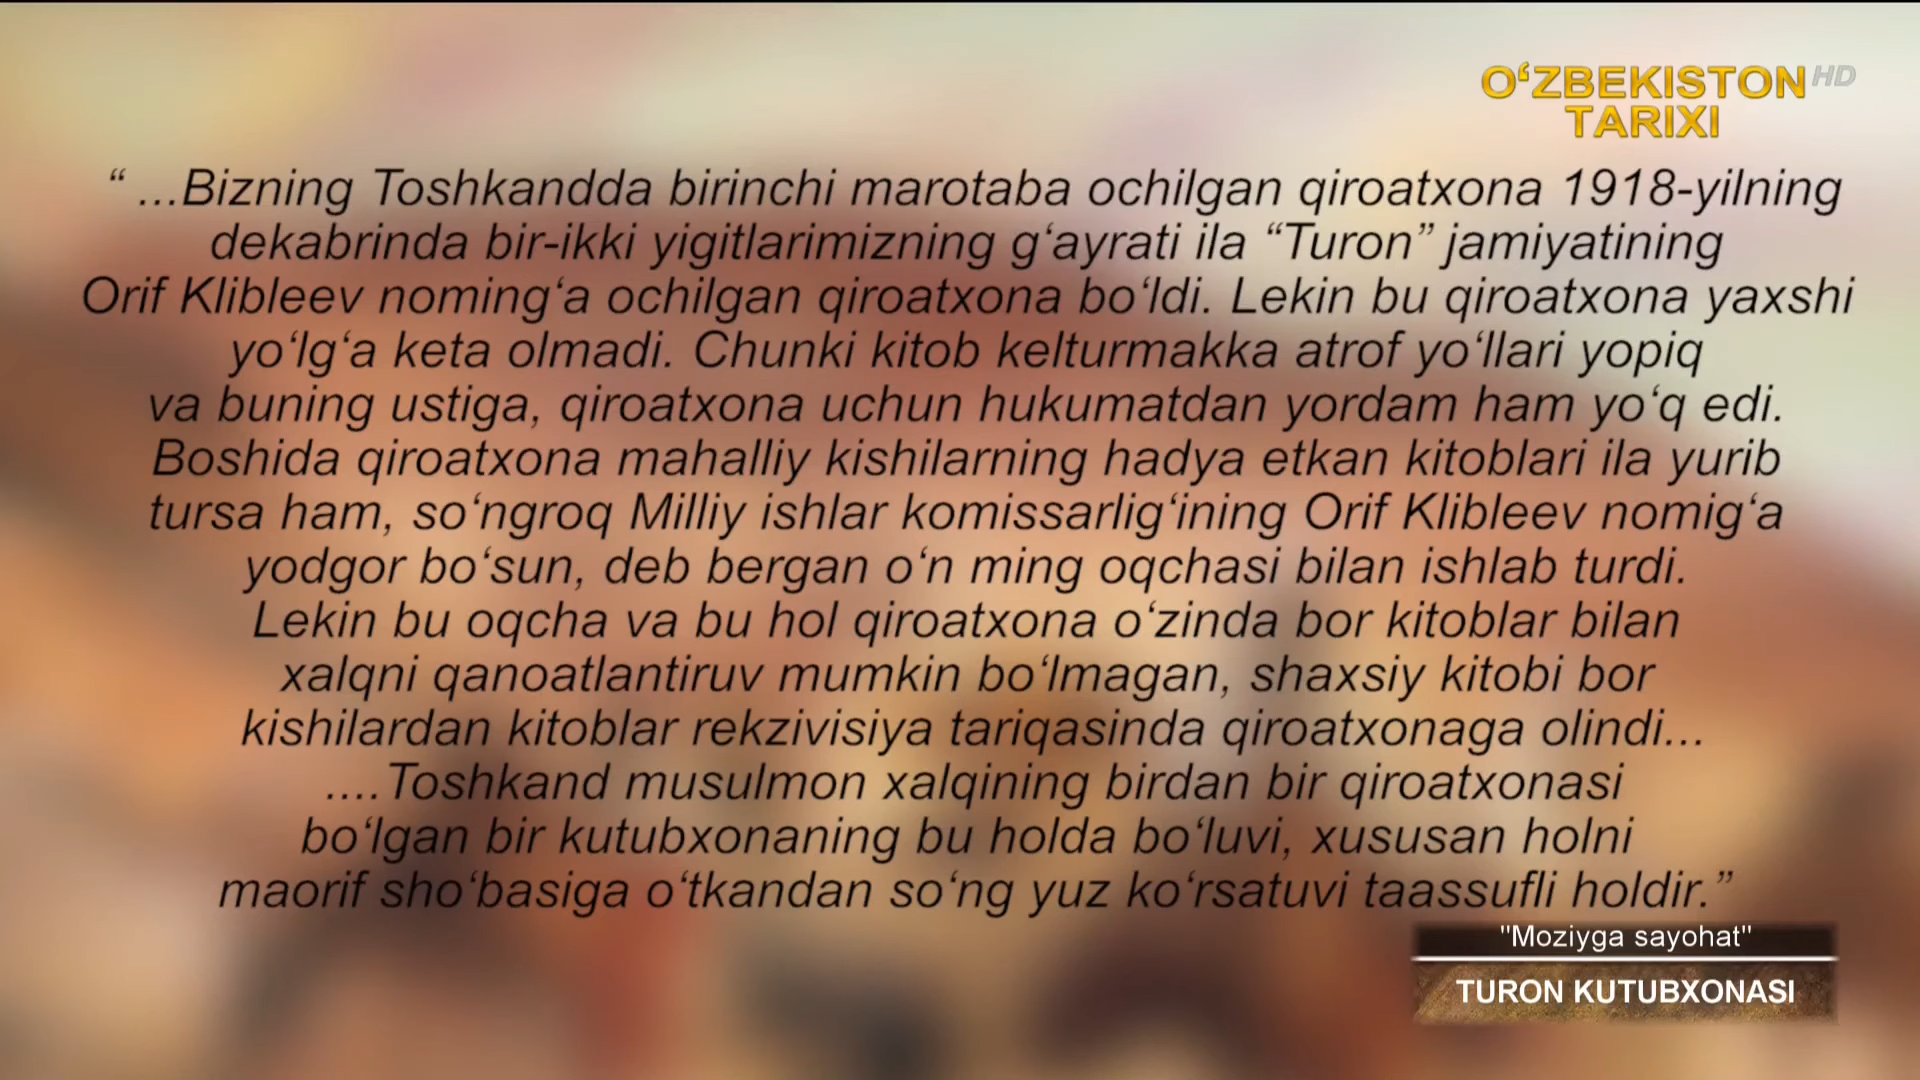 O‘ZBEKISTON HD
TARIXI
“ ...Bizning Toshkandda birinchi marotaba ochilgan qiroatxona 1918-yilning
dekabrinda bir-ikki yigitlarimizning g‘ayrati ila “Turon” jamiyatining
Orif Klibleev noming‘a ochilgan qiroatxona bo‘ldi. Lekin bu qiroatxona yaxshi
yo‘lg‘a keta olmadi. Chunki kitob kelturmakka atrof yo‘llari yopiq
va buning ustiga, qiroatxona uchun hukumatdan yordam ham yo‘q edi.
Boshida qiroatxona mahalliy kishilarning hadya etkan kitoblari ila yurib
tursa ham, so‘ngroq Milliy ishlar komissarlig‘ining Orif Klibleev nomig‘a
yodgor bo‘sun, deb bergan o‘n ming oqchasi bilan ishlab turdi.
Lekin bu oqcha va bu hol qiroatxona o‘zinda bor kitoblar bilan
xalqni qanoatlantiruv mumkin bo‘lmagan, shaxsiy kitobi bor
kishilardan kitoblar rekzivisiya tariqasinda qiroatxonaga olindi...
....Toshkand musulmon xalqining birdan bir qiroatxonasi
bo‘lgan bir kutubxonaning bu holda bo‘luvi, xususan holni
maorif sho‘basiga o‘tkandan so‘ng yuz ko‘rsatuvi taassufli holdir.”
"Moziyga sayohat"
TURON KUTUBXONASI